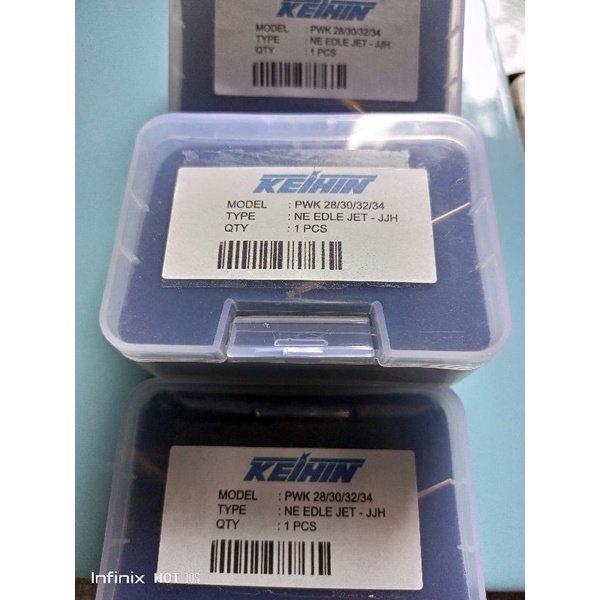 KEIHIN
MODEL : PWK 28/30/32/34
TYPE : NE EDLE JET - JJH
QTY : 1 PCS
KEIHIN
MODEL : PWK 28/30/32/34
TYPE : NE EDLE JET - JJH
QTY : 1 PCS
KEIHIN
MODEL : PWK 28/30/32/34
TYPE : NE EDLE JET - JJH
QTY : 1 PCS
Infinix HOT 10S